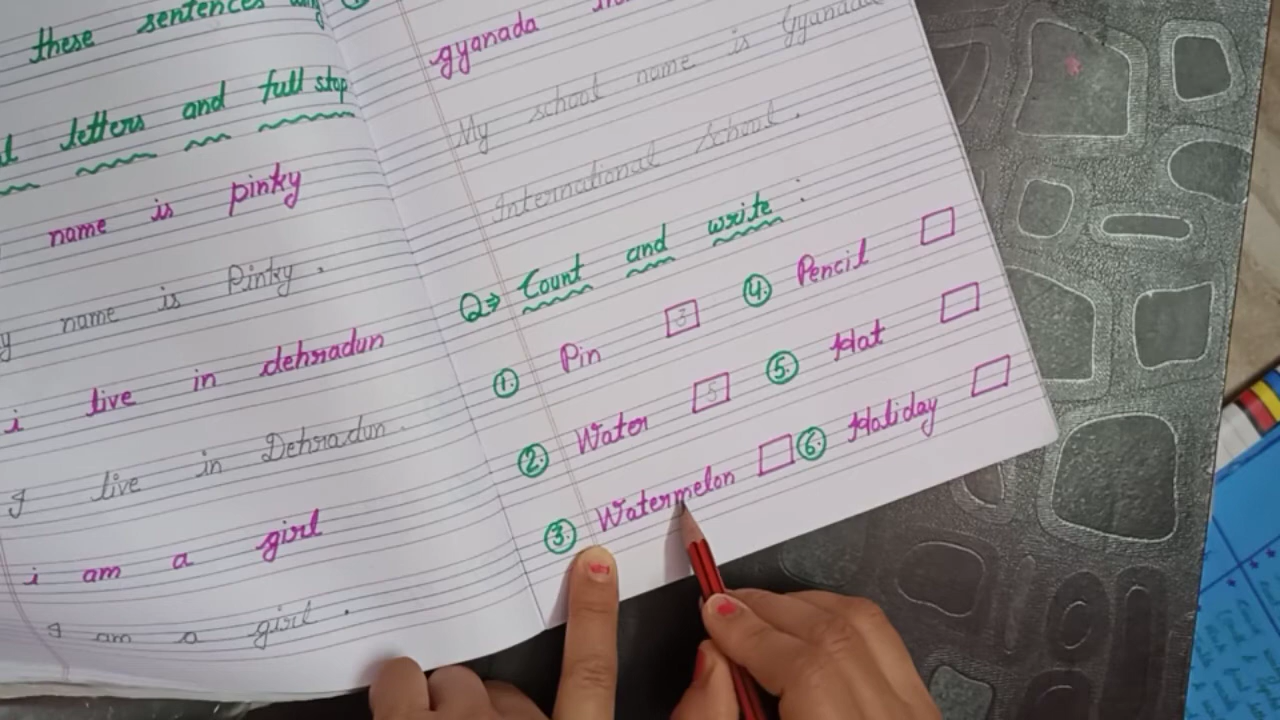 these sentences
letters and full stop
name is pinky
name is Pinky .
i live in dehradun
I live in Dehradun .
i am a girl
I am a girl .
gyanada
My school name is Gyanada
International School .
Q⇒ Count and write :
1. Pin 3
2. Water 5
3. Watermelon
4. Pencil
5. Hat
6. Holiday